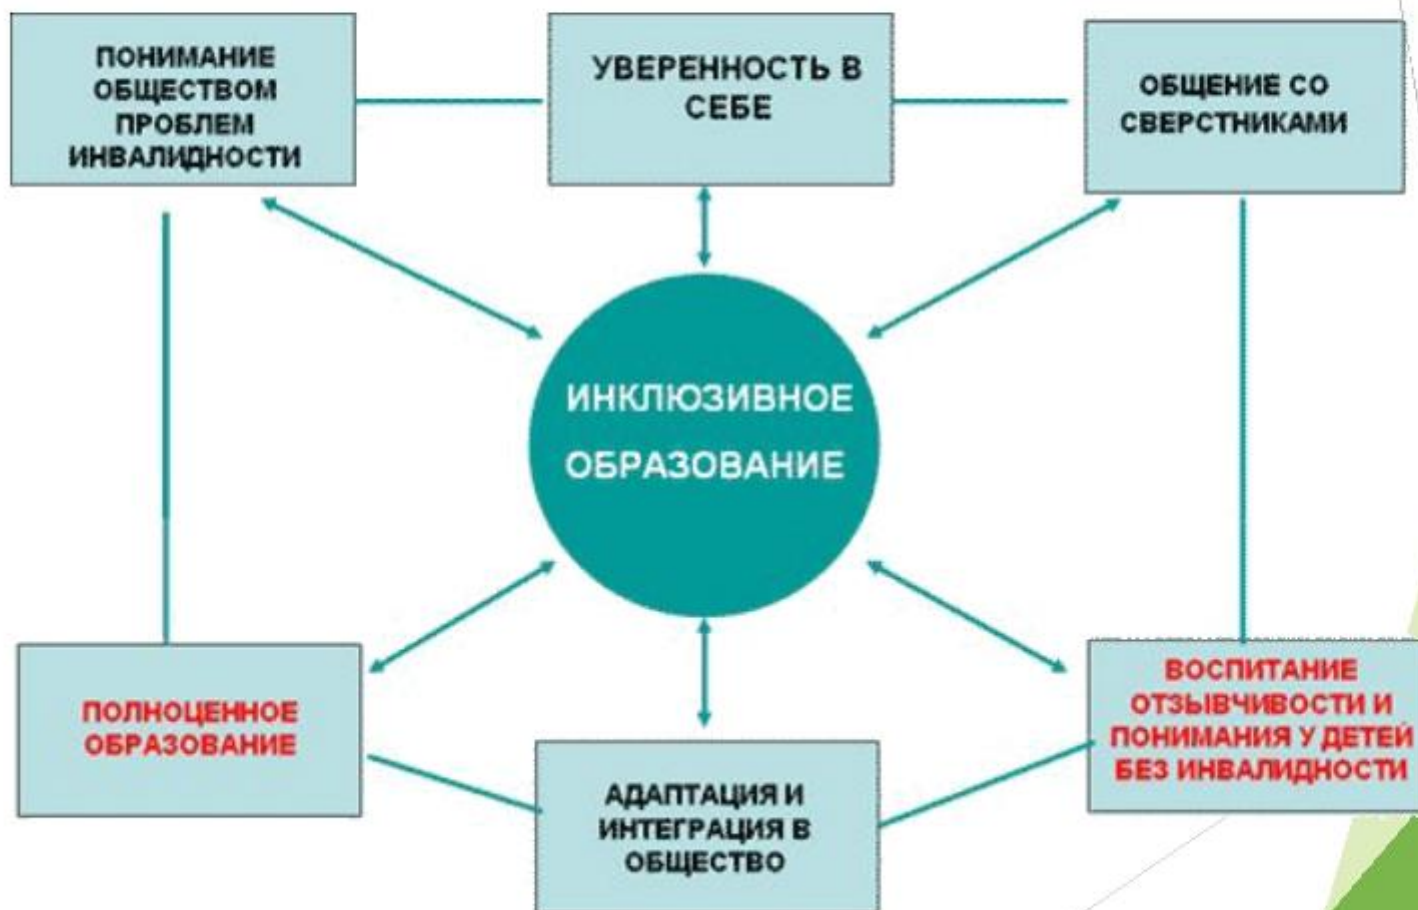 ПОНИМАНИЕ
ОБЩЕСТВОМ
ПРОБЛЕМ
ИНВАЛИДНОСТИ
УВЕРЕННОСТЬ В
СЕБЕ
ОБЩЕНИЕ СО
СВЕРСТНИКАМИ
ИНКЛЮЗИВНОЕ
ОБРАЗОВАНИЕ
ПОЛНОЦЕННОЕ
ОБРАЗОВАНИЕ
АДАПТАЦИЯ И
ИНТЕГРАЦИЯ В
ОБЩЕСТВО
ВОСПИТАНИЕ
ОТЗЫВЧИВОСТИ И
ПОНИМАНИЯ У ДЕТЕЙ
БЕЗ ИНВАЛИДНОСТИ